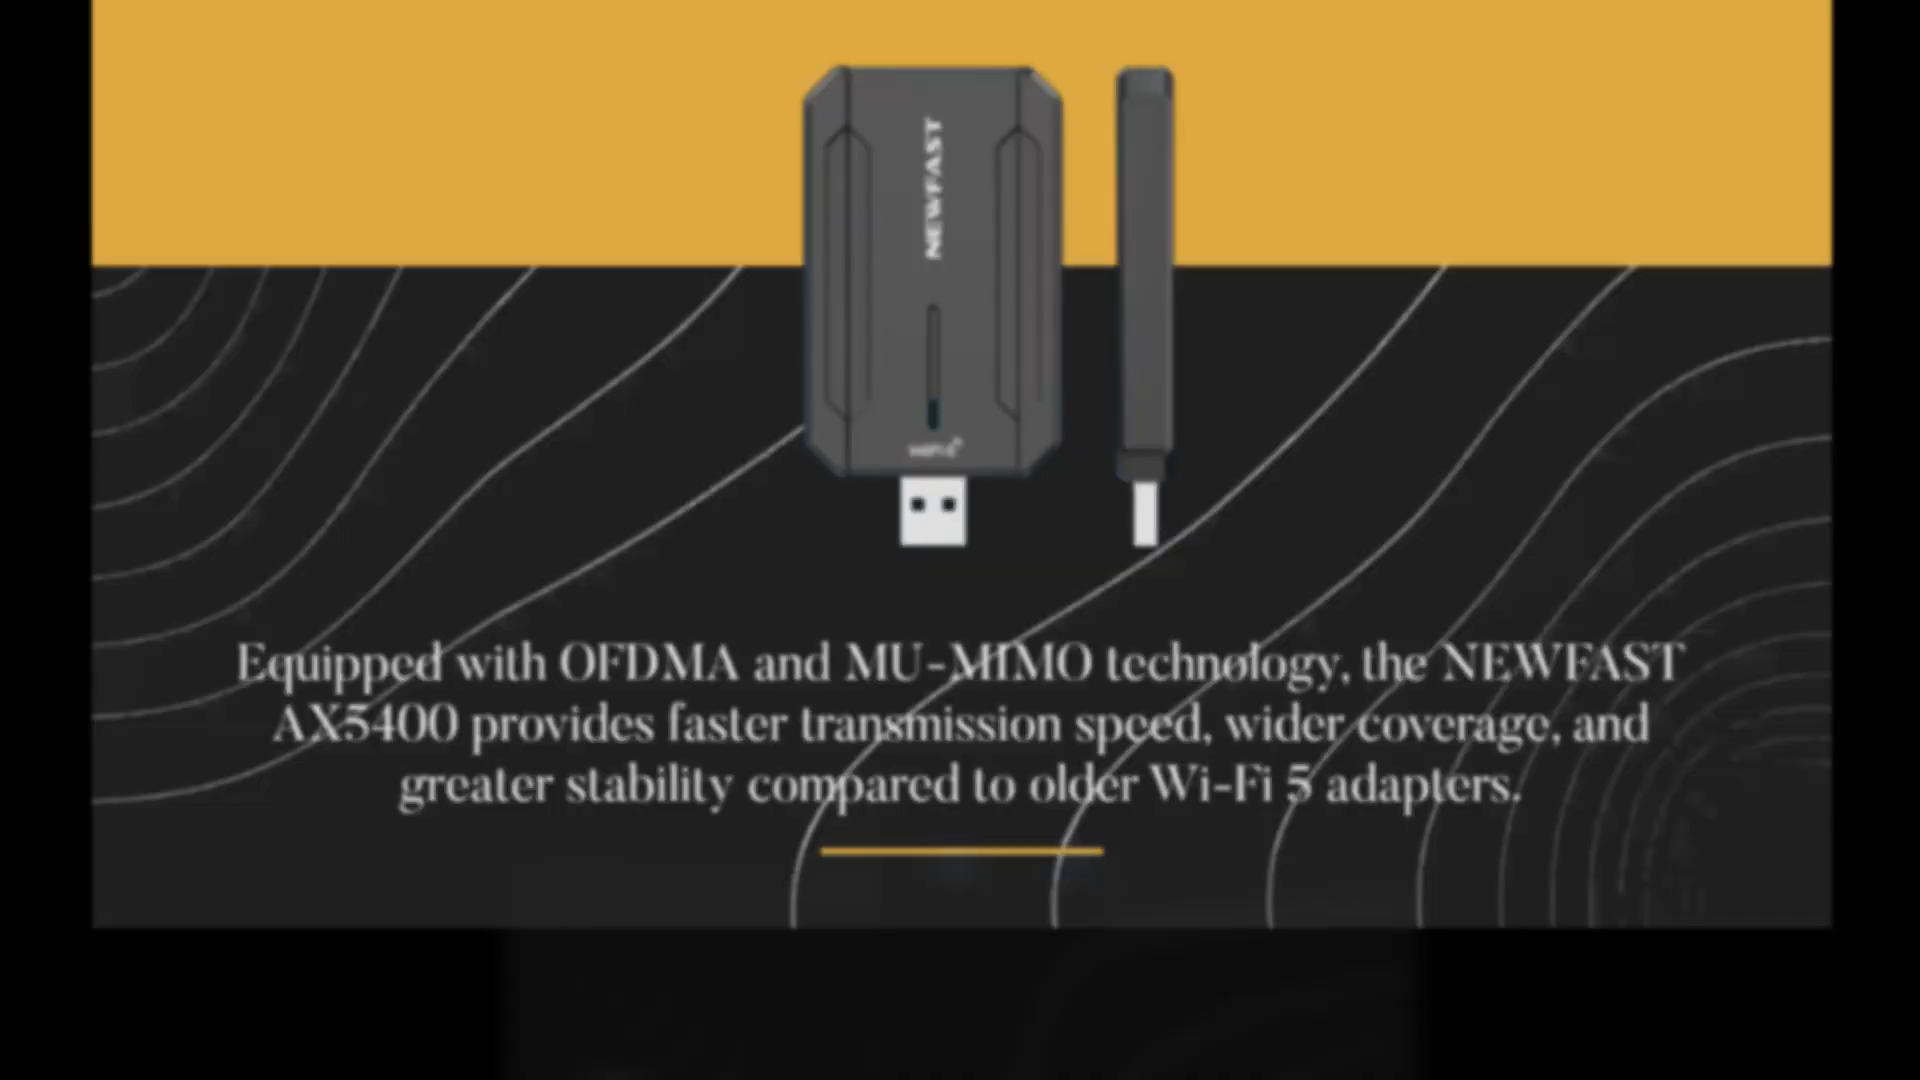 NEWFAST
Equipped with OFDMA and MU-MIMO technology, the NEWFAST
AX5400 provides faster transmission speed, wider coverage, and
greater stability compared to older Wi-Fi 5 adapters.